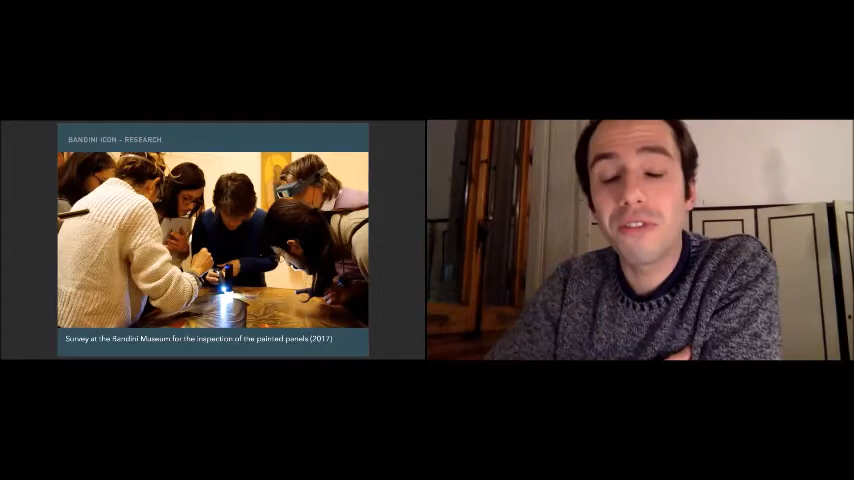 BANDINI ICON – RESEARCH
Survey at the Bandini Museum for the inspection of the painted panels (2017)